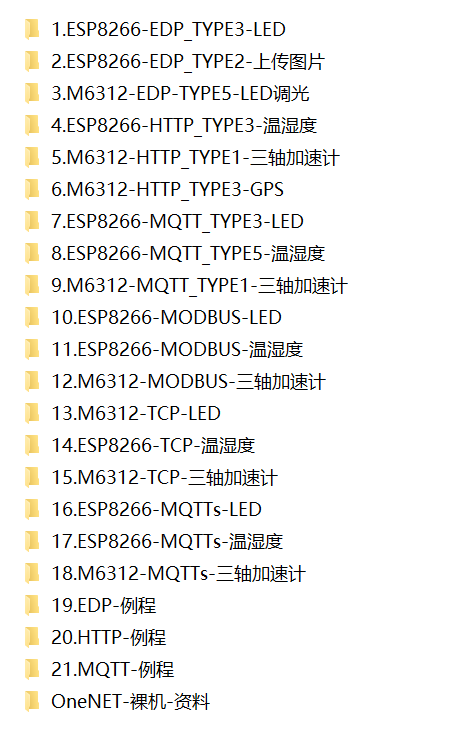 1.ESP8266-EDP_TYPE3-LED
2.ESP8266-EDP_TYPE2-上传图片
3.M6312-EDP-TYPE5-LED调光
4.ESP8266-HTTP_TYPE3-温湿度
5.M6312-HTTP_TYPE1-三轴加速计
6.M6312-HTTP_TYPE3-GPS
7.ESP8266-MQTT_TYPE3-LED
8.ESP8266-MQTT_TYPE5-温湿度
9.M6312-MQTT_TYPE1-三轴加速计
10.ESP8266-MODBUS-LED
11.ESP8266-MODBUS-温湿度
12.M6312-MODBUS-三轴加速计
13.M6312-TCP-LED
14.ESP8266-TCP-温湿度
15.M6312-TCP-三轴加速计
16.ESP8266-MQTTs-LED
17.ESP8266-MQTTs-温湿度
18.M6312-MQTTs-三轴加速计
19.EDP-例程
20.HTTP-例程
21.MQTT-例程
OneNET-裸机-资料